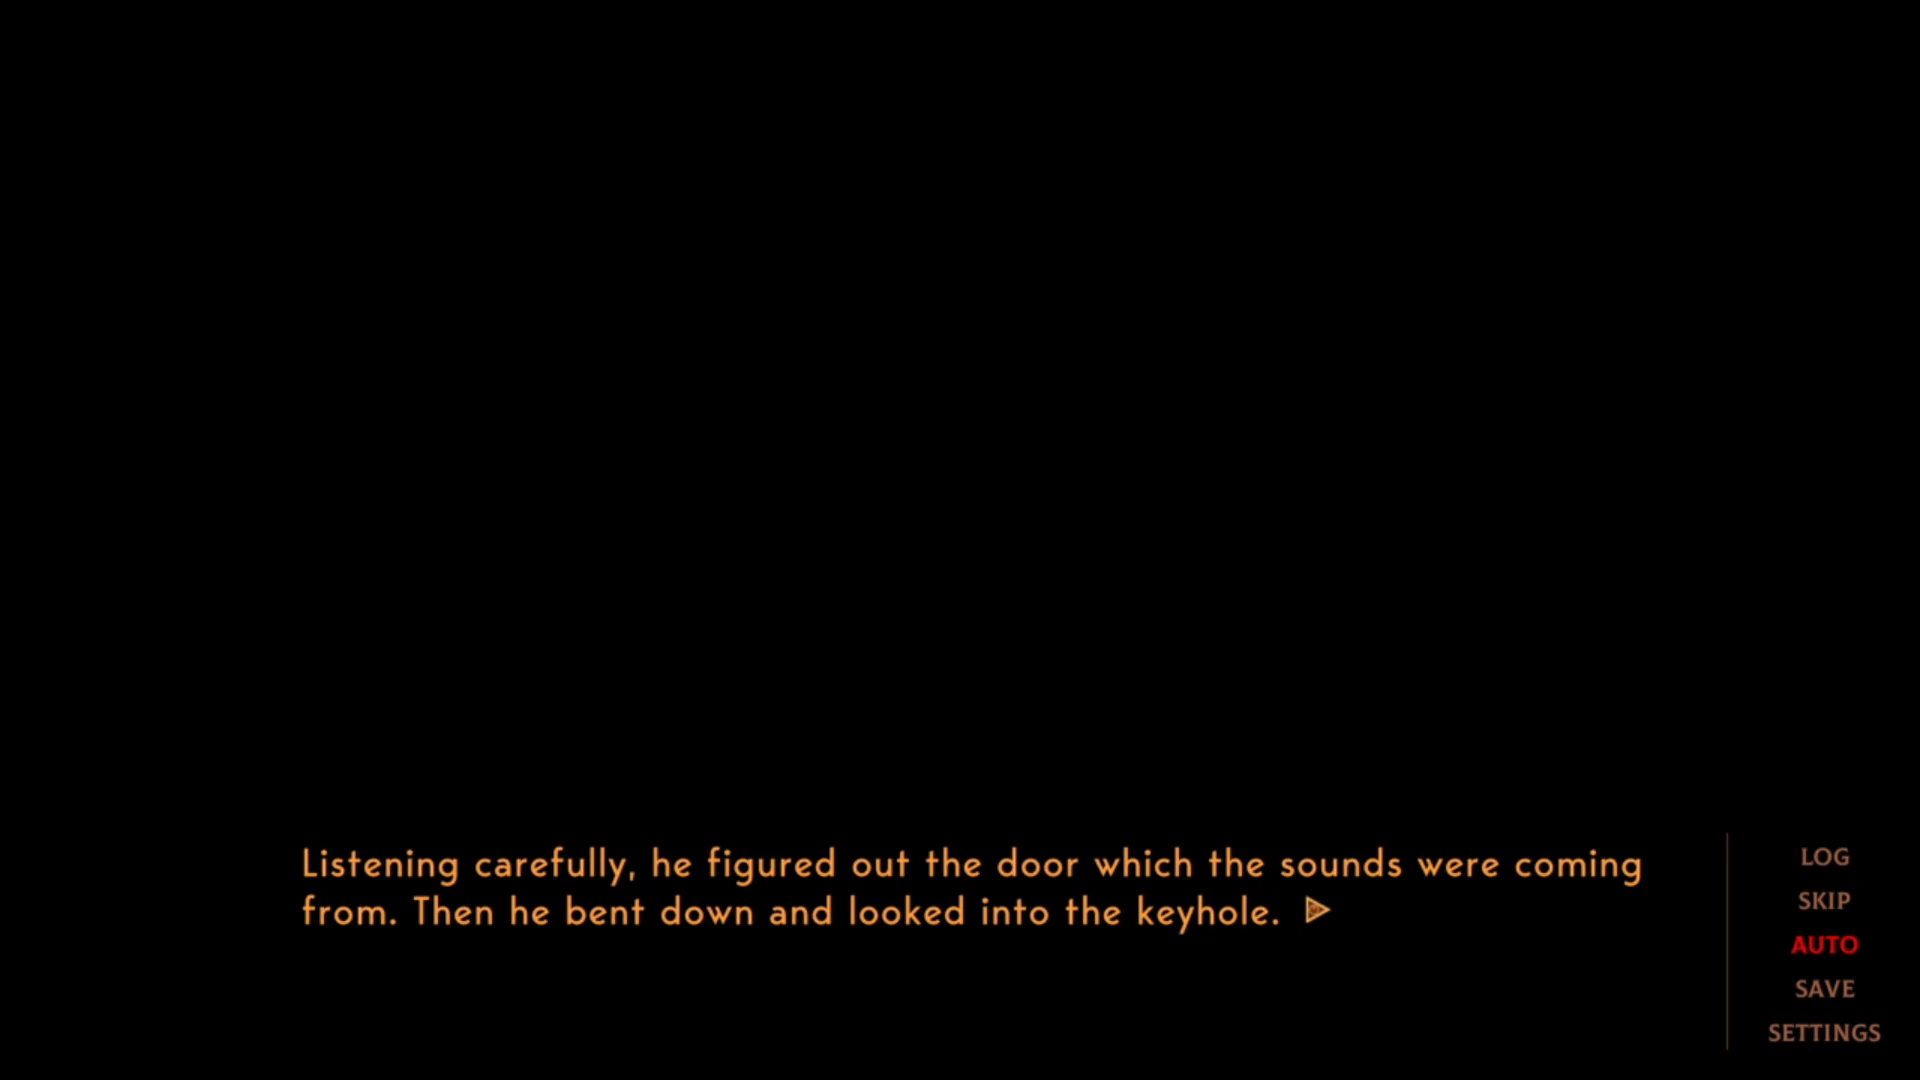 Listening carefully, he figured out the door which the sounds were coming
from. Then he bent down and looked into the keyhole.
LOG
SKIP
AUTO
SAVE
SETTINGS